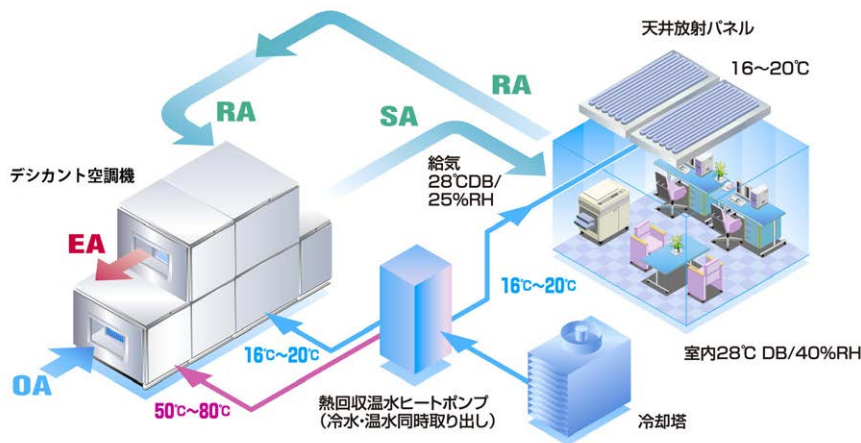 天井放射パネル
16～20℃
RA
RA
SA
給気
28℃DB/
25%RH
デシカント空調機
EA
OA
16℃～20℃
16℃～20℃
50℃～80℃
室内28℃ DB/40%RH
熱回収温水ヒートポンプ
（冷水・温水同時取り出し）
冷却塔